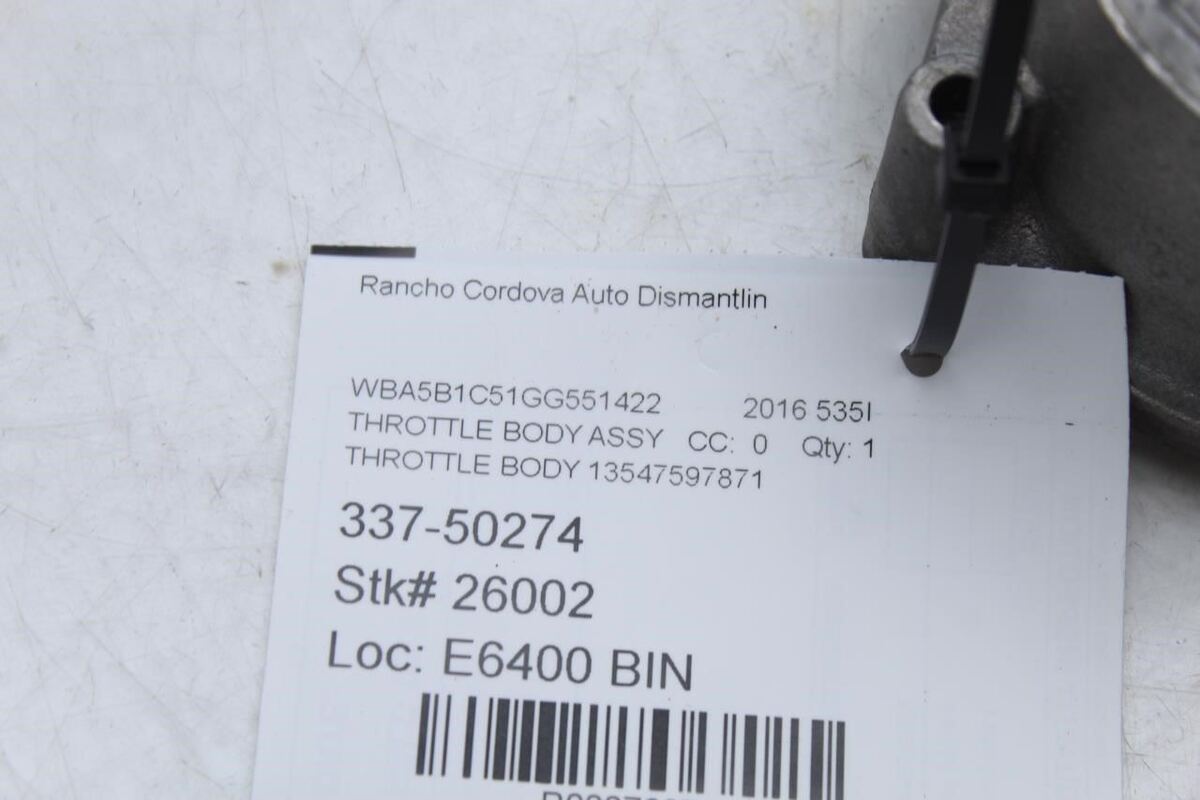 Rancho Cordova Auto Dismantlin
WBA5B1C51GG551422 2016 535I
THROTTLE BODY ASSY CC: 0 Qty: 1
THROTTLE BODY 13547597871
337-50274
Stk# 26002
Loc: E6400 BIN